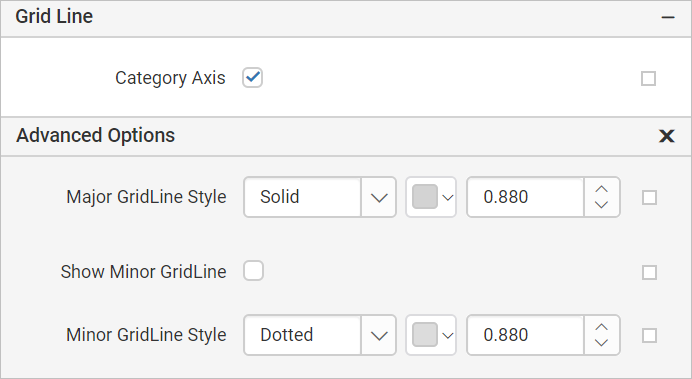 Grid Line
Category Axis
Advanced Options
Major GridLine Style Solid 0.880
Show Minor GridLine
Minor GridLine Style Dotted 0.880